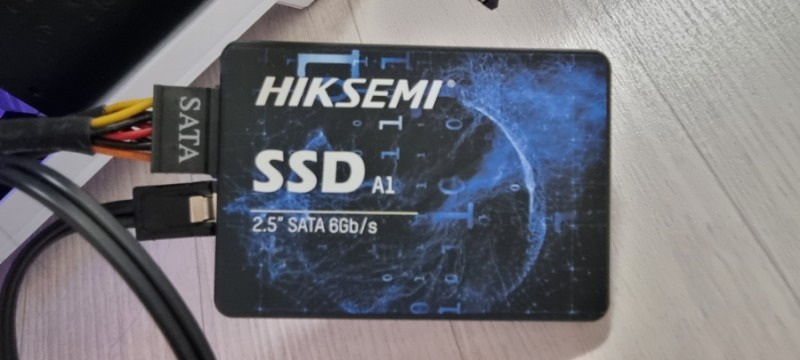 SATA
HIKSEMI®
SSD A1
2.5" SATA 6Gb/s